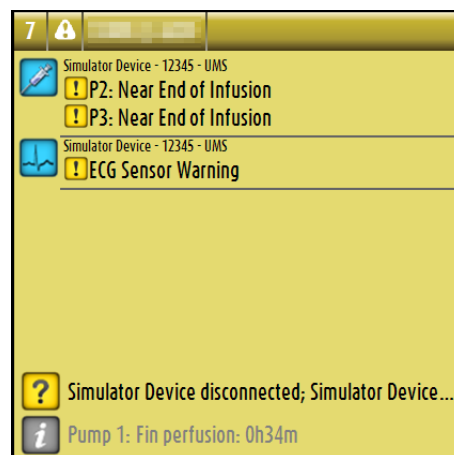 7
Simulator Device - 12345 - UMS
P2: Near End of Infusion
P3: Near End of Infusion
Simulator Device - 12345 - UMS
ECG Sensor Warning
Simulator Device disconnected; Simulator Device...
Pump 1: Fin perfusion: 0h34m